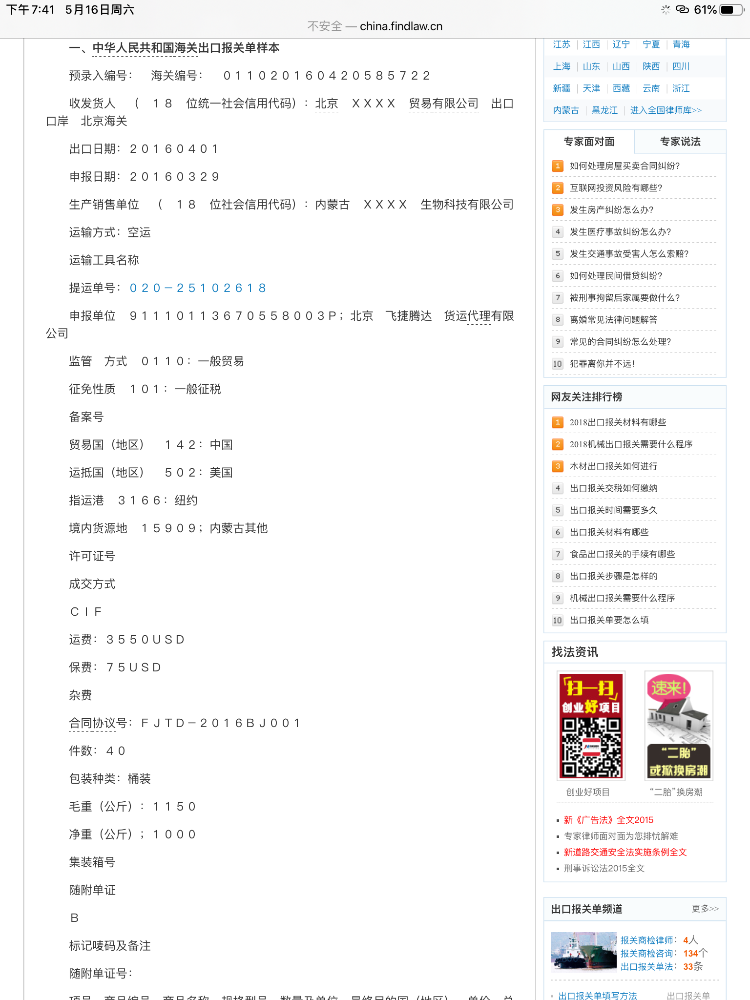 下午7:41 5月16日周六
61%
不安全 — china.findlaw.cn
一、中华人民共和国海关出口报关单样本
预录入编号： 海关编号： 011020160420585722
收发货人 （ 18 位统一社会信用代码）：北京 XXXX 贸易有限公司 出口
口岸 北京海关
出口日期：20160401
申报日期：20160329
生产销售单位 （ 18 位社会信用代码）：内蒙古 XXXX 生物科技有限公司
运输方式：空运
运输工具名称
提运单号：020－25102618
申报单位 91110113670558003P；北京 飞捷腾达 货运代理有限
公司
监管 方式 0110：一般贸易
征免性质 101：一般征税
备案号
贸易国（地区） 142：中国
运抵国（地区） 502：美国
指运港 3166：纽约
境内货源地 15909；内蒙古其他
许可证号
成交方式
CIF
运费：3550USD
保费：75USD
杂费
合同协议号：FJTD－2016BJ001
件数：40
包装种类：桶装
毛重（公斤）：1150
净重（公斤）；1000
集装箱号
随附单证
B
标记唛码及备注
随附单证号：
项号 商品编号 商品名称 规格型号 数量及单位 最终目的国（地区） 单价 总
江苏 | 江西 | 辽宁 | 宁夏 | 青海
上海 | 山东 | 山西 | 陕西 | 四川
新疆 | 天津 | 西藏 | 云南 | 浙江
内蒙古 | 黑龙江 | 进入全国律师库>>
专家面对面 专家说法
1 如何处理房屋买卖合同纠纷？
2 互联网投资风险有哪些？
3 发生房产纠纷怎么办？
4 发生医疗事故纠纷怎么办？
5 发生交通事故受害人怎么索赔？
6 如何处理民间借贷纠纷？
7 被刑事拘留后家属要做什么？
8 离婚常见法律问题解答
9 常见的合同纠纷怎么处理？
10 犯罪离你并不远！
网友关注排行榜
1 2018出口报关材料有哪些
2 2018机械出口报关需要什么程序
3 木材出口报关如何进行
4 出口报关交税如何缴纳
5 出口报关时间需要多久
6 出口报关材料有哪些
7 食品出口报关的手续有哪些
8 出口报关步骤是怎样的
9 机械出口报关需要什么程序
10 出口报关单要怎么填
找法资讯
扫一扫
创业好项目
速来！
“二胎”
或掀换房潮
创业好项目 “二胎”换房潮
新《广告法》全文2015
专家律师面对面为您排忧解难
新道路交通安全法实施条例全文
刑事诉讼法2015全文
出口报关单频道 更多>>
报关商检律师：4人
报关商检咨询：134个
出口报关单法：33条
出口报关单填写方法 出口报关单